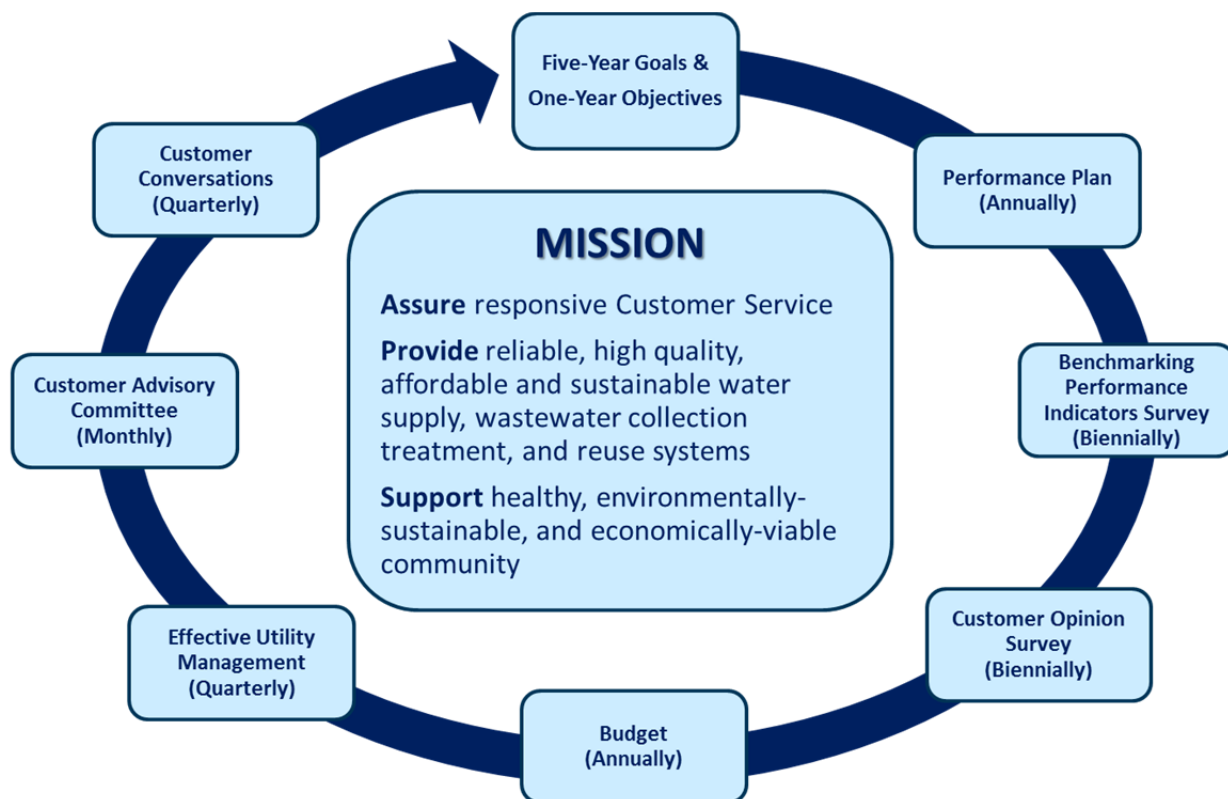 Five-Year Goals &
One-Year Objectives
Performance Plan
(Annually)
Benchmarking
Performance
Indicators Survey
(Biennially)
Customer Opinion
Survey
(Biennially)
Budget
(Annually)
Effective Utility
Management
(Quarterly)
Customer Advisory
Committee
(Monthly)
Customer
Conversations
(Quarterly)
MISSION
Assure responsive Customer Service
Provide reliable, high quality,
affordable and sustainable water
supply, wastewater collection
treatment, and reuse systems
Support healthy, environmentally-
sustainable, and economically-viable
community